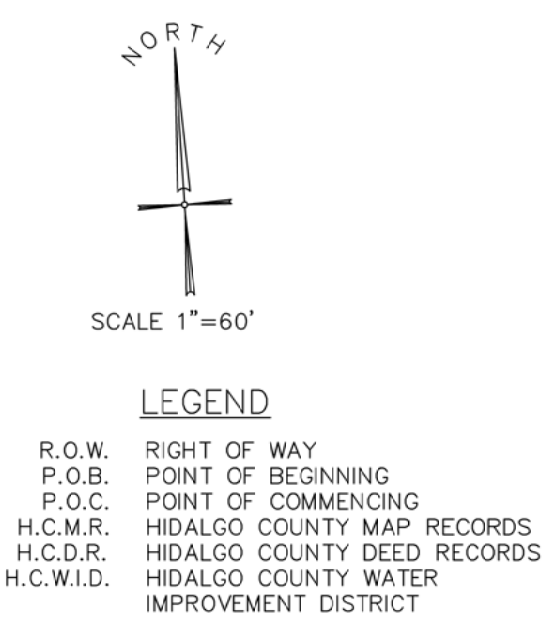 NORTH
SCALE 1"=60'
LEGEND
R.O.W. RIGHT OF WAY
P.O.B. POINT OF BEGINNING
P.O.C. POINT OF COMMENCING
H.C.M.R. HIDALGO COUNTY MAP RECORDS
H.C.D.R. HIDALGO COUNTY DEED RECORDS
H.C.W.I.D. HIDALGO COUNTY WATER
IMPROVEMENT DISTRICT